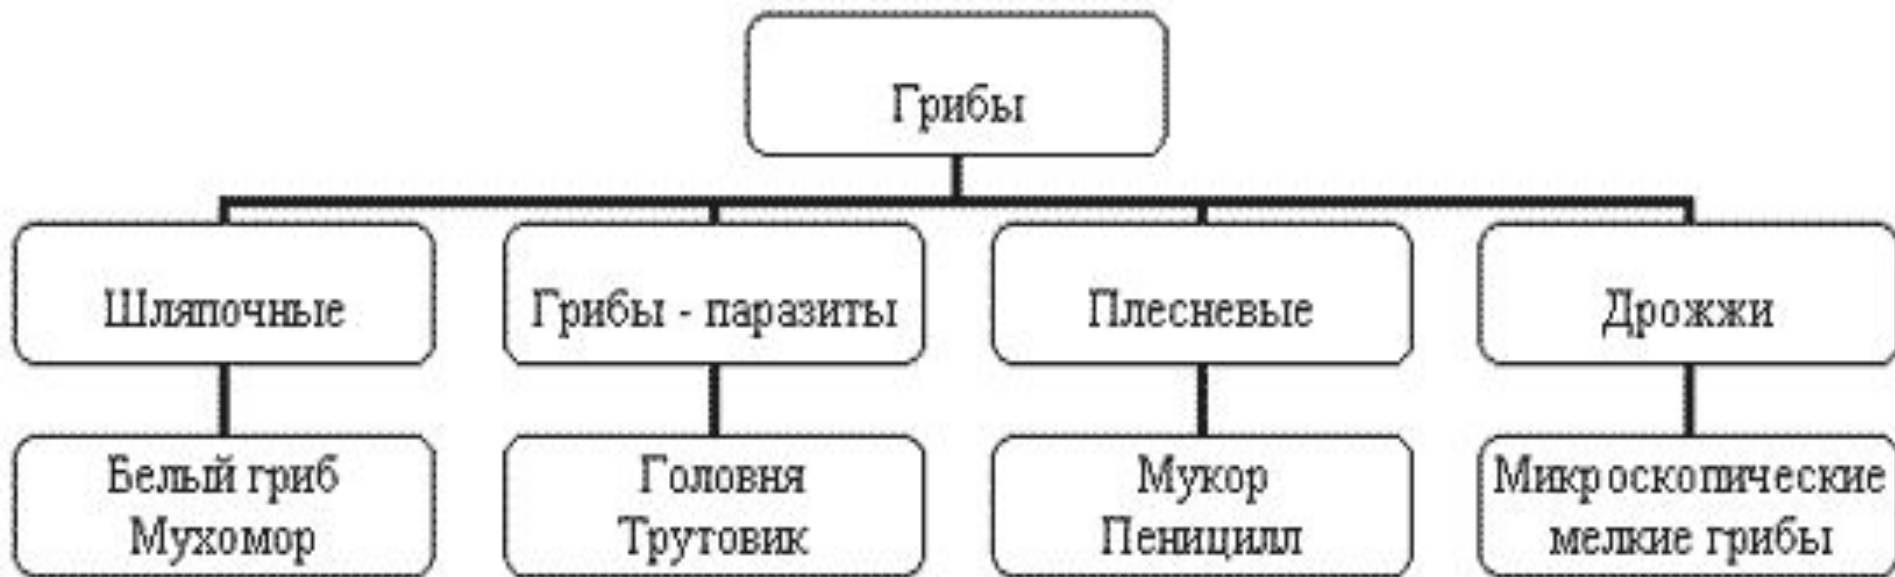 Грибы
Шляпочные
Грибы - паразиты
Плесневые
Дрожжи
Белый гриб
Мухомор
Головня
Трутовик
Мукор
Пеницилл
Микроскопические
мелкие грибы